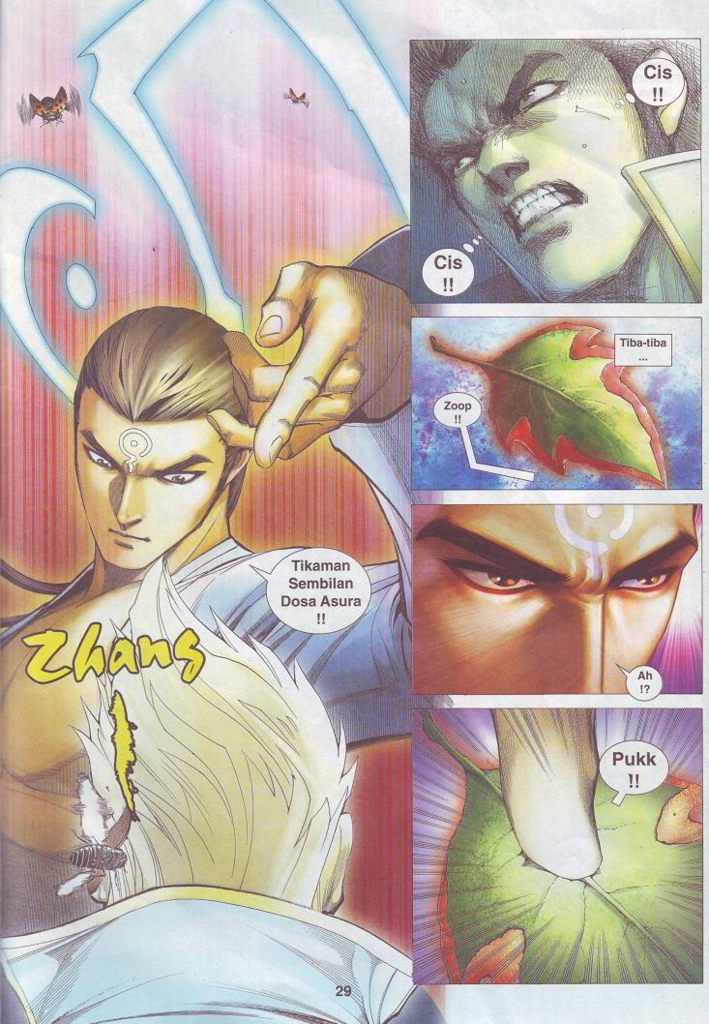 Tikaman
Sembilan
Dosa Asura
!!
Zhang
!
Cis
!!
Cis
!!
Tiba-tiba
...
Zoop
!!
Ah
!?
Pukk
!!
29